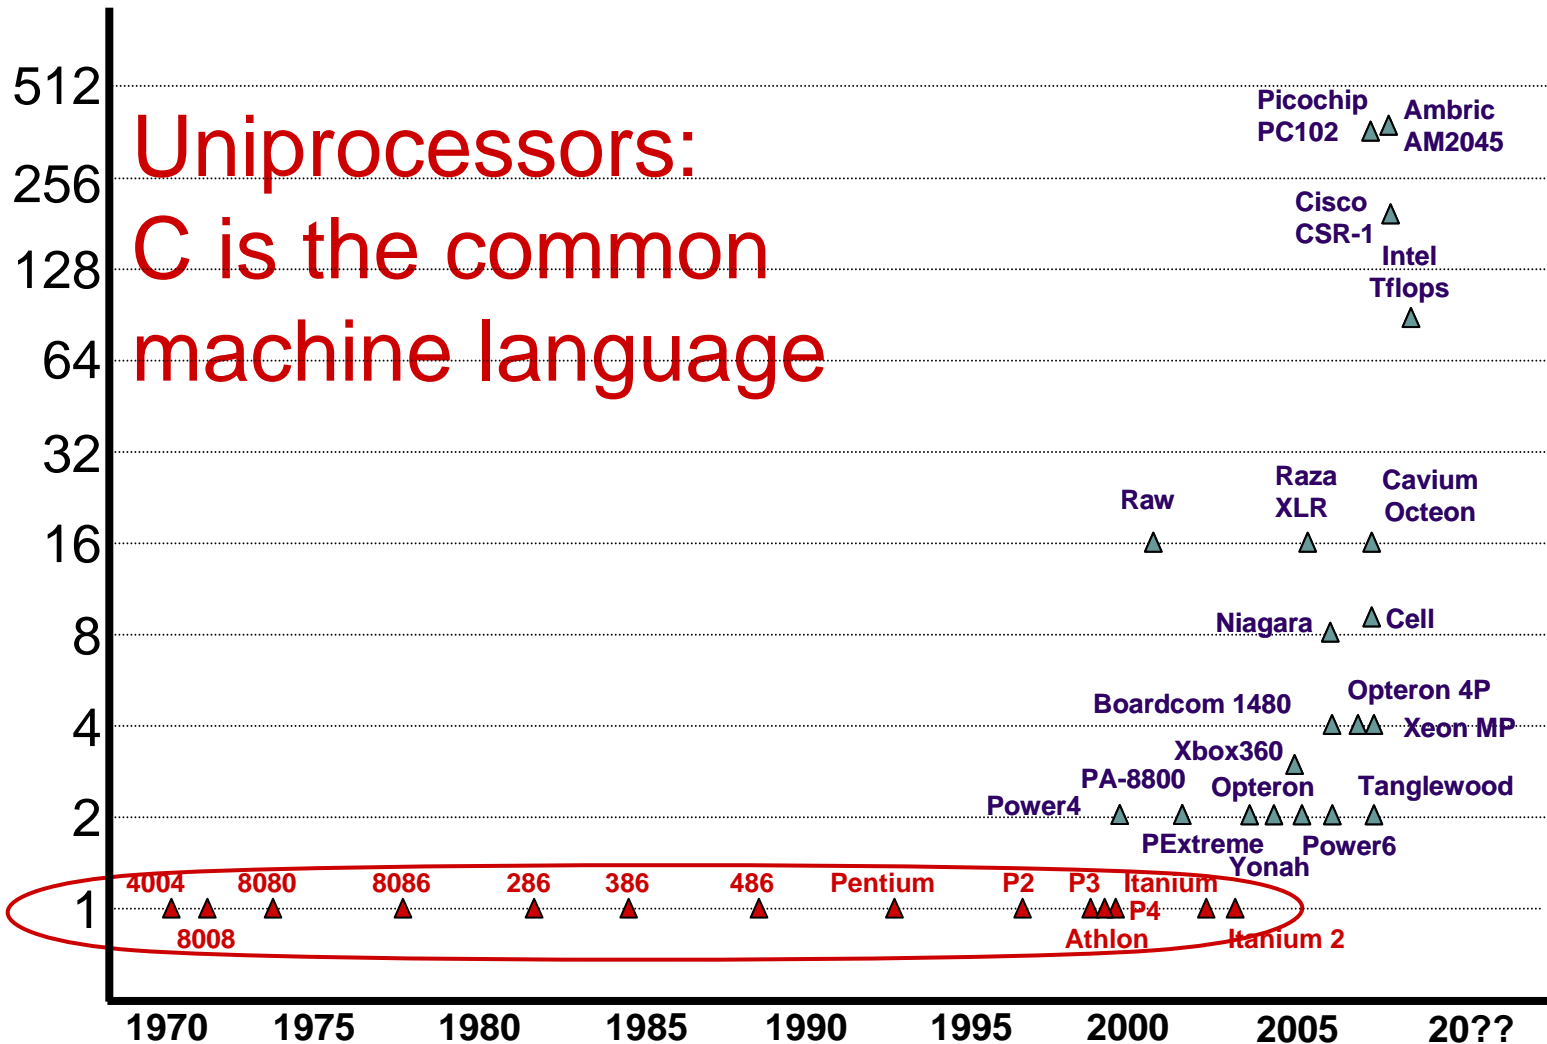 512
256
128
64
32
16
8
4
2
1
Uniprocessors:
C is the common
machine language
Picochip
PC102
Ambric
AM2045
Cisco
CSR-1
Intel
Tflops
Raw
Raza
XLR
Cavium
Octeon
Niagara
Cell
Boardcom 1480
Opteron 4P
Xeon MP
Xbox360
PA-8800
Power4
Opteron
Tanglewood
PExtreme
Power6
Yonah
4004
8080
8086
286
386
486
Pentium
P2
P3
Itanium
P4
8008
Athlon
Itanium 2
1970
1975
1980
1985
1990
1995
2000
2005
20??